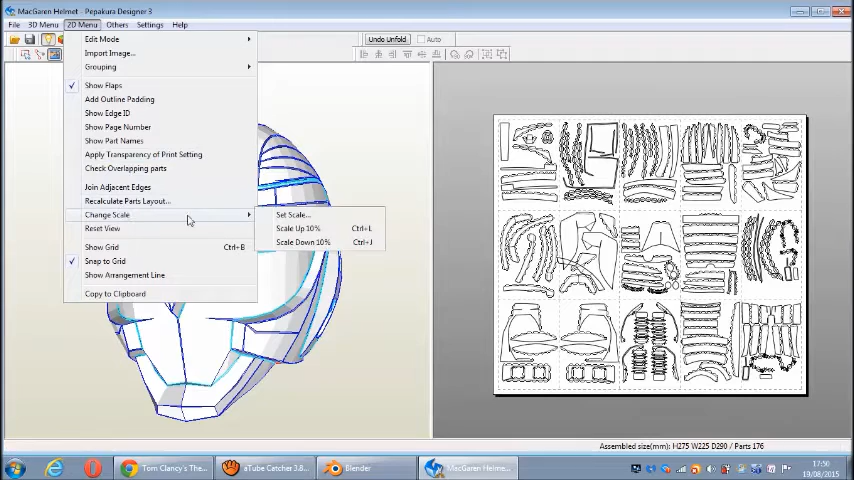 MacGaren Helmet - Pepakura Designer 3
File 3D Menu 2D Menu Others Settings Help
Undo Unfold
Auto
Edit Mode
Import Image...
Grouping
Show Flaps
Add Outline Padding
Show Edge ID
Show Page Number
Show Part Names
Apply Transparency of Print Setting
Check Overlapping parts
Join Adjacent Edges
Recalculate Parts Layout...
Change Scale
Set Scale...
Reset View
Scale Up 10% Ctrl+L
Scale Down 10% Ctrl+J
Show Grid Ctrl+B
Snap to Grid
Show Arrangement Line
Copy to Clipboard
Assembled size(mm): H275 W225 D290 / Parts 176
Tom Clancy's The...
aTube Catcher 3.8...
Blender
MacGaren Helme...
17:50
19/08/2015